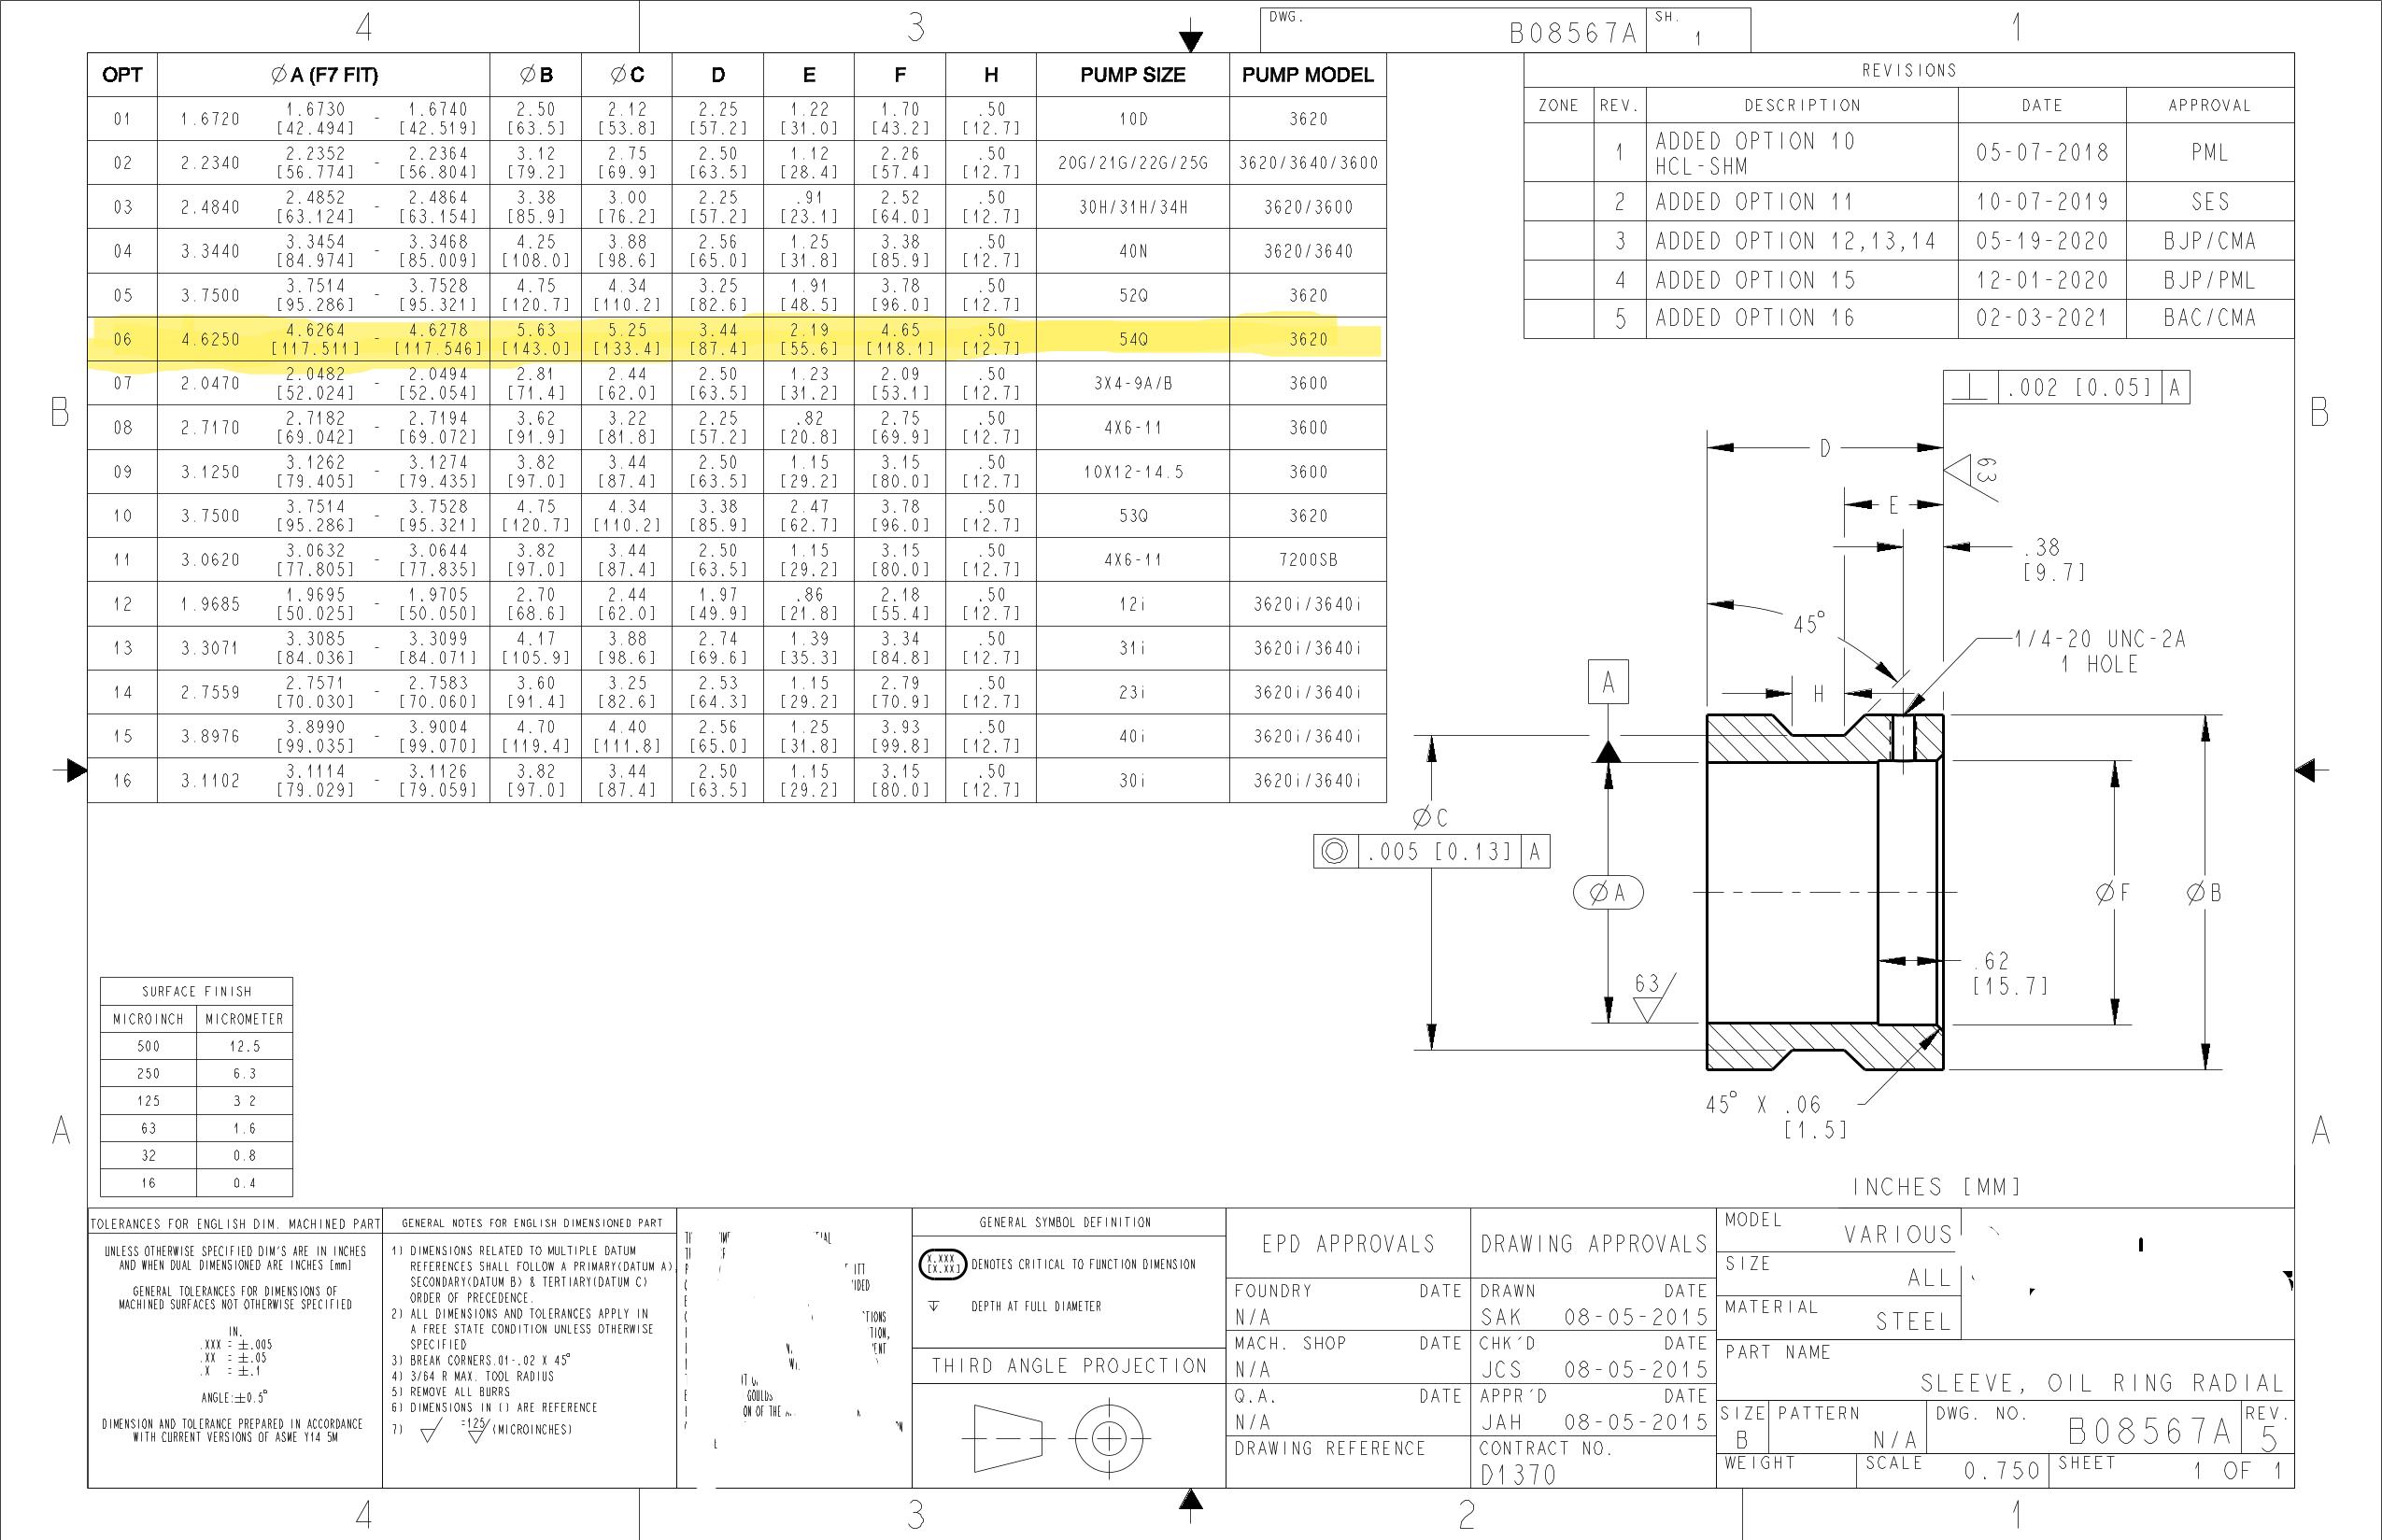 4
3
DWG.
B08567A
SH.
1
1
OPT ∅A (F7 FIT) ∅B ∅C D E F H PUMP SIZE PUMP MODEL
01 1.6720 1.6730 [42.494] - 1.6740 [42.519] 2.50 [63.5] 2.12 [53.8] 2.25 [57.2] 1.22 [31.0] 1.70 [43.2] .50 [12.7] 10D 3620
02 2.2340 2.2352 [56.774] - 2.2364 [56.804] 3.12 [79.2] 2.75 [69.9] 2.50 [63.5] 1.12 [28.4] 2.26 [57.4] .50 [12.7] 20G/21G/22G/25G 3620/3640/3600
03 2.4840 2.4852 [63.124] - 2.4864 [63.154] 3.38 [85.9] 3.00 [76.2] 2.25 [57.2] .91 [23.1] 2.52 [64.0] .50 [12.7] 30H/31H/34H 3620/3600
04 3.3440 3.3454 [84.974] - 3.3468 [85.009] 4.25 [108.0] 3.88 [98.6] 2.56 [65.0] 1.25 [31.8] 3.38 [85.9] .50 [12.7] 40N 3620/3640
05 3.7500 3.7514 [95.286] - 3.7528 [95.321] 4.75 [120.7] 4.34 [110.2] 3.25 [82.6] 1.91 [48.5] 3.78 [96.0] .50 [12.7] 52Q 3620
06 4.6250 4.6264 [117.511] - 4.6278 [117.546] 5.63 [143.0] 5.25 [133.4] 3.44 [87.4] 2.19 [55.6] 4.65 [118.1] .50 [12.7] 54Q 3620
07 2.0470 2.0482 [52.024] - 2.0494 [52.054] 2.81 [71.4] 2.44 [62.0] 2.50 [63.5] 1.23 [31.2] 2.09 [53.1] .50 [12.7] 3X4-9A/B 3600
08 2.7170 2.7182 [69.042] - 2.7194 [69.072] 3.62 [91.9] 3.22 [81.8] 2.25 [57.2] .82 [20.8] 2.75 [69.9] .50 [12.7] 4X6-11 3600
09 3.1250 3.1262 [79.405] - 3.1274 [79.435] 3.82 [97.0] 3.44 [87.4] 2.50 [63.5] 1.15 [29.2] 3.15 [80.0] .50 [12.7] 10X12-14.5 3600
10 3.7500 3.7514 [95.286] - 3.7528 [95.321] 4.75 [120.7] 4.34 [110.2] 3.38 [85.9] 2.47 [62.7] 3.78 [96.0] .50 [12.7] 53Q 3620
11 3.0620 3.0632 [77.805] - 3.0644 [77.835] 3.82 [97.0] 3.44 [87.4] 2.50 [63.5] 1.15 [29.2] 3.15 [80.0] .50 [12.7] 4X6-11 7200SB
12 1.9685 1.9695 [50.025] - 1.9705 [50.050] 2.70 [68.6] 2.44 [62.0] 1.97 [49.9] .86 [21.8] 2.18 [55.4] .50 [12.7] 12i 3620i/3640i
13 3.3071 3.3085 [84.036] - 3.3099 [84.071] 4.17 [105.9] 3.88 [98.6] 2.74 [69.6] 1.39 [35.3] 3.34 [84.8] .50 [12.7] 31i 3620i/3640i
14 2.7559 2.7571 [70.030] - 2.7583 [70.060] 3.60 [91.4] 3.25 [82.6] 2.53 [64.3] 1.15 [29.2] 2.79 [70.9] .50 [12.7] 23i 3620i/3640i
15 3.8976 3.8990 [99.035] - 3.9004 [99.070] 4.70 [119.4] 4.40 [111.8] 2.56 [65.0] 1.25 [31.8] 3.93 [99.8] .50 [12.7] 40i 3620i/3640i
16 3.1102 3.1114 [79.029] - 3.1126 [79.059] 3.82 [97.0] 3.44 [87.4] 2.50 [63.5] 1.15 [29.2] 3.15 [80.0] .50 [12.7] 30i 3620i/3640i
REVISIONS
ZONE REV. DESCRIPTION DATE APPROVAL
1 ADDED OPTION 10 HCL-SHM 05-07-2018 PML
2 ADDED OPTION 11 10-07-2019 SES
3 ADDED OPTION 12,13,14 05-19-2020 BJP/CMA
4 ADDED OPTION 15 12-01-2020 BJP/PML
5 ADDED OPTION 16 02-03-2021 BAC/CMA
B
B
⊥ .002 [0.05] A
D
63
E
.38
[9.7]
45°
1/4-20 UNC-2A
1 HOLE
A
H
∅C
◎ .005 [0.13] A
∅A
∅F
∅B
63
.62
[15.7]
45° X .06
[1.5]
A
A
INCHES [MM]
SURFACE FINISH
MICROINCH MICROMETER
500 12.5
250 6.3
125 3 2
63 1.6
32 0.8
16 0.4
TOLERANCES FOR ENGLISH DIM. MACHINED PART
UNLESS OTHERWISE SPECIFIED DIM'S ARE IN INCHES
AND WHEN DUAL DIMENSIONED ARE INCHES [mm]
GENERAL TOLERANCES FOR DIMENSIONS OF
MACHINED SURFACES NOT OTHERWISE SPECIFIED
IN.
.XXX = ±.005
.XX = ±.05
.X = ±.1
ANGLE:±0.5°
DIMENSION AND TOLERANCE PREPARED IN ACCORDANCE
WITH CURRENT VERSIONS OF ASME Y14 5M
GENERAL NOTES FOR ENGLISH DIMENSIONED PART
1) DIMENSIONS RELATED TO MULTIPLE DATUM
REFERENCES SHALL FOLLOW A PRIMARY(DATUM A),
SECONDARY(DATUM B) & TERTIARY(DATUM C)
ORDER OF PRECEDENCE.
2) ALL DIMENSIONS AND TOLERANCES APPLY IN
A FREE STATE CONDITION UNLESS OTHERWISE
SPECIFIED
3) BREAK CORNERS.01-.02 X 45°
4) 3/64 R MAX. TOOL RADIUS
5) REMOVE ALL BURRS
6) DIMENSIONS IN () ARE REFERENCE
7) =125 (MICROINCHES)
ITT
GOULDS
ON OF THE
GENERAL SYMBOL DEFINITION
X.XXX
[X.XX]
DENOTES CRITICAL TO FUNCTION DIMENSION
DEPTH AT FULL DIAMETER
THIRD ANGLE PROJECTION
EPD APPROVALS
FOUNDRY DATE
N/A
MACH. SHOP DATE
N/A
Q.A. DATE
N/A
DRAWING REFERENCE
DRAWING APPROVALS
DRAWN DATE
SAK 08-05-2015
CHK'D DATE
JCS 08-05-2015
APPR'D DATE
JAH 08-05-2015
CONTRACT NO.
D1370
MODEL
VARIOUS
SIZE
ALL
MATERIAL
STEEL
PART NAME
SLEEVE, OIL RING RADIAL
SIZE
B
PATTERN
N/A
DWG. NO.
B08567A
REV.
5
WEIGHT
SCALE 0.750
SHEET 1 OF 1
4
3
2
1